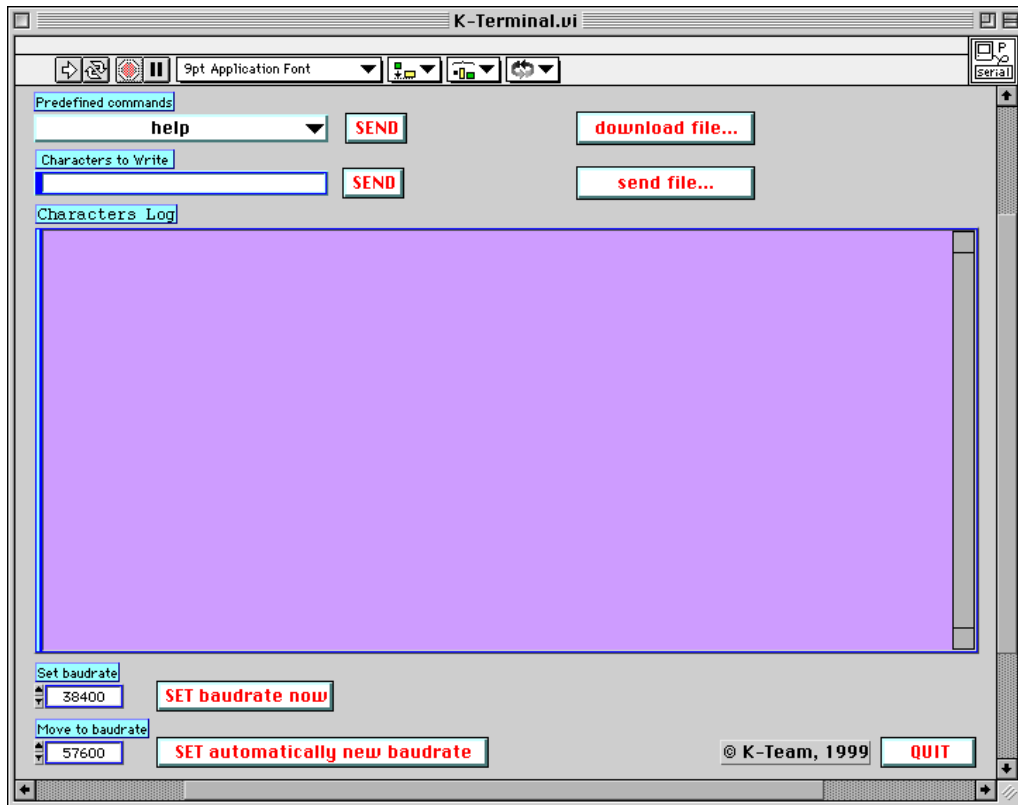 K-Terminal.vi
9pt Application Font
P
serial
Predefined commands
help
SEND
download file...
Characters to Write
SEND
send file...
Characters Log
Set baudrate
38400
SET baudrate now
Move to baudrate
57600
SET automatically new baudrate
© K-Team, 1999
QUIT